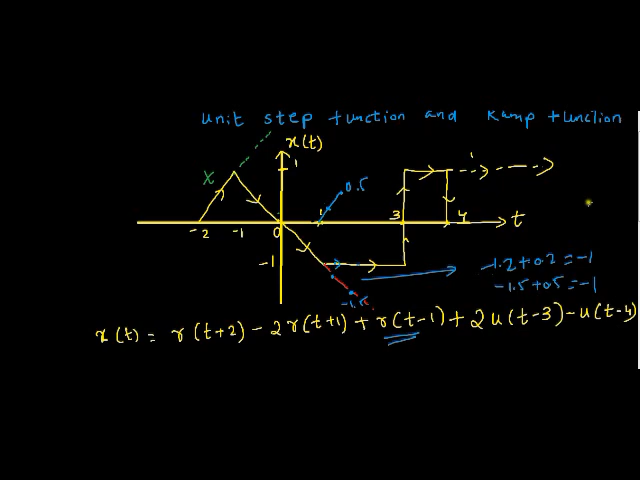 unit step function and Ramp function
x(t)
1
1
X
0.5
1
-2
-1
0
3
4
t
-1
-1.2+0.2=-1
-1.5+0.5=-1
-1.5
x(t) = r(t+2) - 2r(t+1) + r(t-1) + 2u(t-3) - u(t-4)